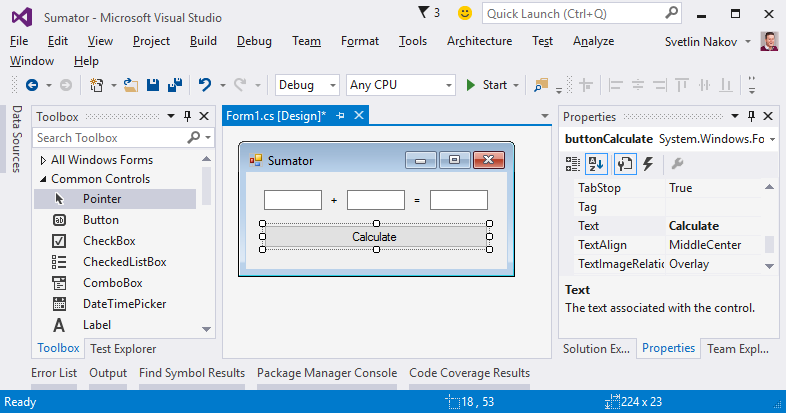 Sumator - Microsoft Visual Studio
3
Quick Launch (Ctrl+Q)
File Edit View Project Build Debug Team Format Tools Architecture Test Analyze Svetlin Nakov
Window Help
Debug Any CPU Start
Data Sources
Toolbox
Search Toolbox
All Windows Forms
Common Controls
Pointer
Button
CheckBox
CheckedListBox
ComboBox
DateTimePicker
A Label
Toolbox Test Explorer
Form1.cs [Design]*
Sumator
+ =
Calculate
Properties
buttonCalculate System.Windows.Fo
TabStop True
Tag
Text Calculate
TextAlign MiddleCenter
TextImageRelatio Overlay
Text
The text associated with the control.
Solution Ex... Properties Team Expl...
Error List Output Find Symbol Results Package Manager Console Code Coverage Results
Ready 18 , 53 224 x 23